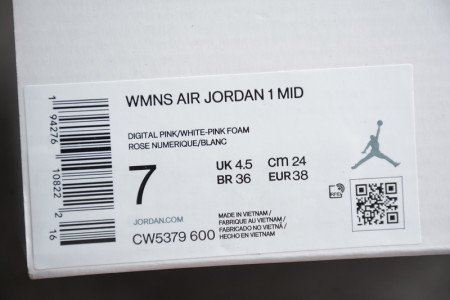 WMNS AIR JORDAN 1 MID
DIGITAL PINK/WHITE-PINK FOAM
ROSE NUMERIQUE/BLANC
7
UK 4.5 cm 24
BR 36 EUR 38
JORDAN.COM
CW5379 600
MADE IN VIETNAM /
FABRIQUE AU VIETNAM /
FABRICADO NO VIETNÃ /
HECHO EN VIETNAM
1 94276 10822 2 16